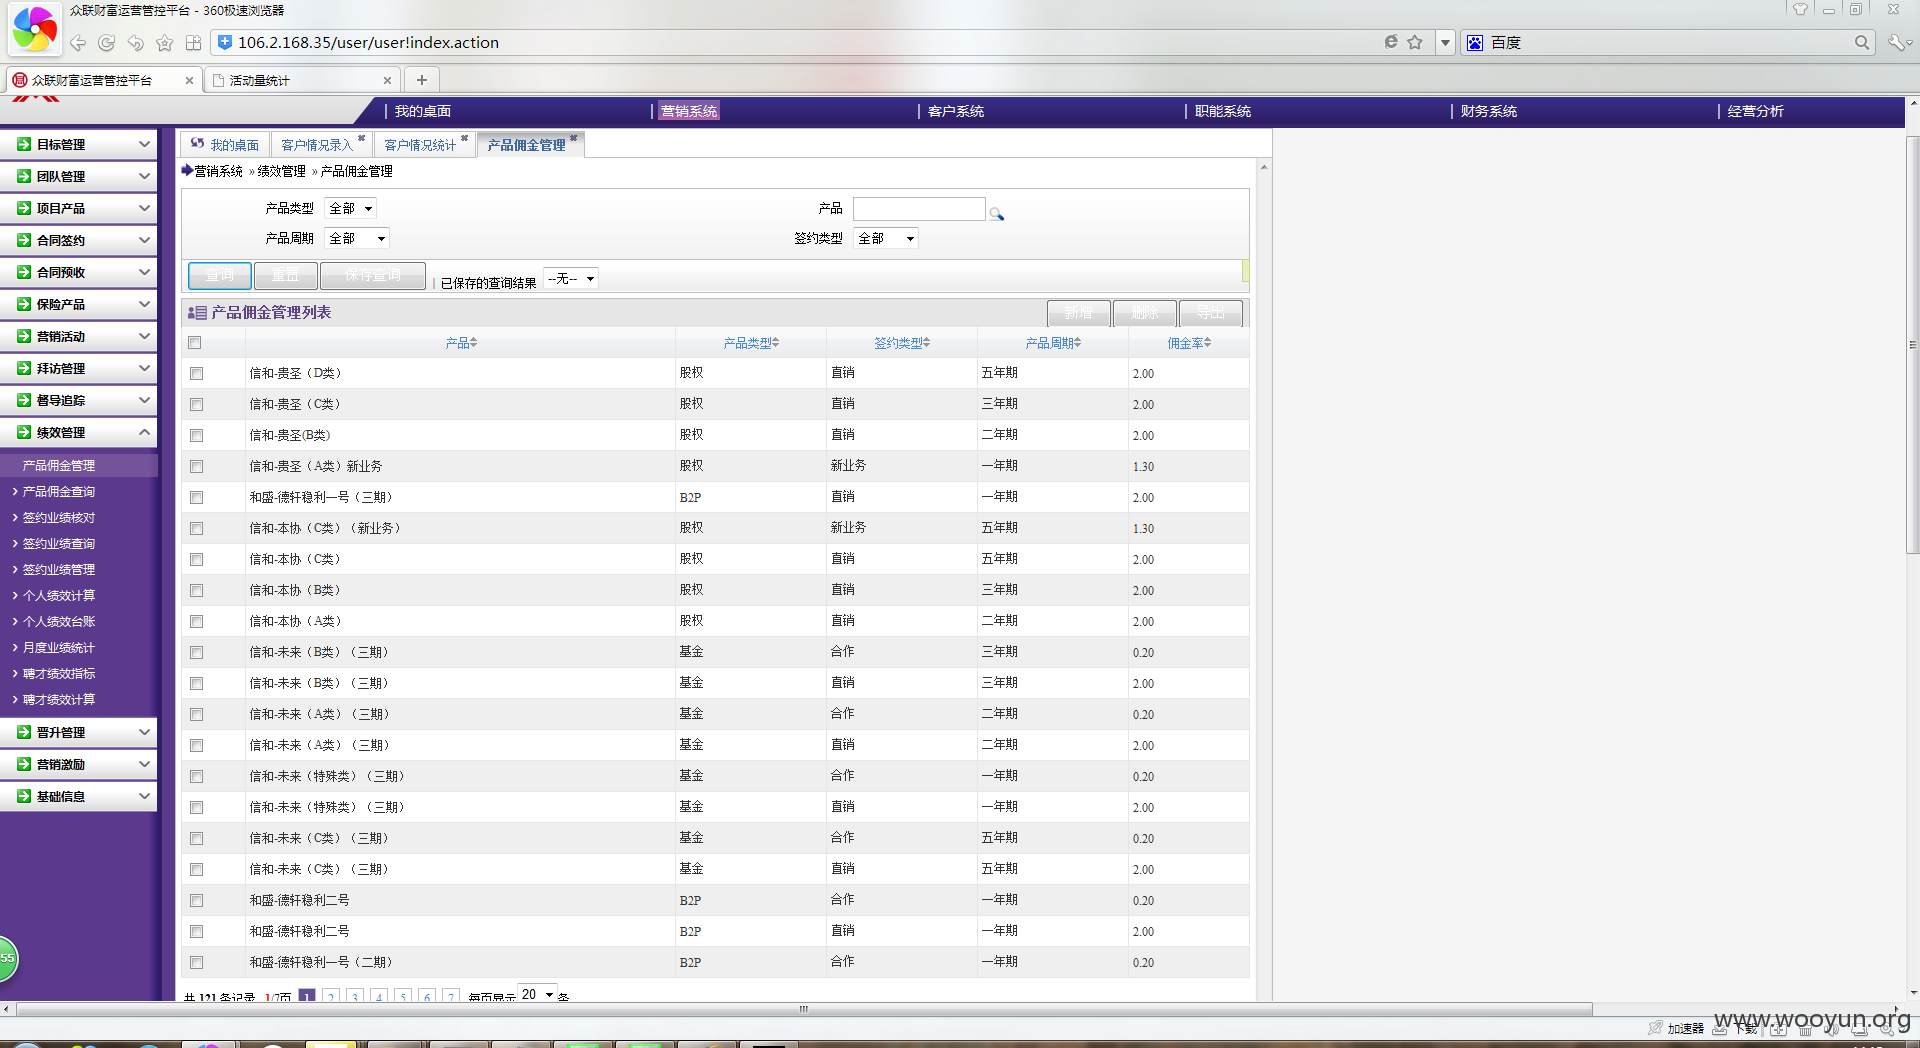 众联财富运营管控平台 - 360极速浏览器
106.2.168.35/user/user!index.action
百度
众联财富运营管控平台
活动量统计
我的桌面
营销系统
客户系统
职能系统
财务系统
经营分析
目标管理
团队管理
项目产品
合同签约
合同预收
保险产品
营销活动
拜访管理
督导追踪
绩效管理
产品佣金管理
产品佣金查询
签约业绩核对
签约业绩查询
签约业绩管理
个人绩效计算
个人绩效台账
月度业绩统计
聘才绩效指标
聘才绩效计算
晋升管理
营销激励
基础信息
55
我的桌面 客户情况录入 客户情况统计 产品佣金管理
营销系统 » 绩效管理 » 产品佣金管理
产品类型 全部 产品
产品周期 全部 签约类型 全部
查询 重置 保存查询 | 已保存的查询结果 --无--
产品佣金管理列表 新增 删除 导出
产品 产品类型 签约类型 产品周期 佣金率
信和-贵圣（D类） 股权 直销 五年期 2.00
信和-贵圣（C类） 股权 直销 三年期 2.00
信和-贵圣(B类) 股权 直销 二年期 2.00
信和-贵圣（A类）新业务 股权 新业务 一年期 1.30
和盛-德轩稳利一号（三期） B2P 直销 一年期 2.00
信和-本协（C类）（新业务） 股权 新业务 五年期 1.30
信和-本协（C类） 股权 直销 五年期 2.00
信和-本协（B类） 股权 直销 三年期 2.00
信和-本协（A类） 股权 直销 二年期 2.00
信和-未来（B类）（三期） 基金 合作 三年期 0.20
信和-未来（B类）（三期） 基金 直销 三年期 2.00
信和-未来（A类）（三期） 基金 合作 二年期 0.20
信和-未来（A类）（三期） 基金 直销 二年期 2.00
信和-未来（特殊类）（三期） 基金 合作 一年期 0.20
信和-未来（特殊类）（三期） 基金 直销 一年期 2.00
信和-未来（C类）（三期） 基金 合作 五年期 0.20
信和-未来（C类）（三期） 基金 直销 五年期 2.00
和盛-德轩稳利二号 B2P 合作 一年期 0.20
和盛-德轩稳利二号 B2P 直销 一年期 2.00
和盛-德轩稳利一号（二期） B2P 合作 一年期 0.20
共 121 条记录 1/7页 1 2 3 4 5 6 7 每页显示 20 条
加速器 下载
www.wooyun.org